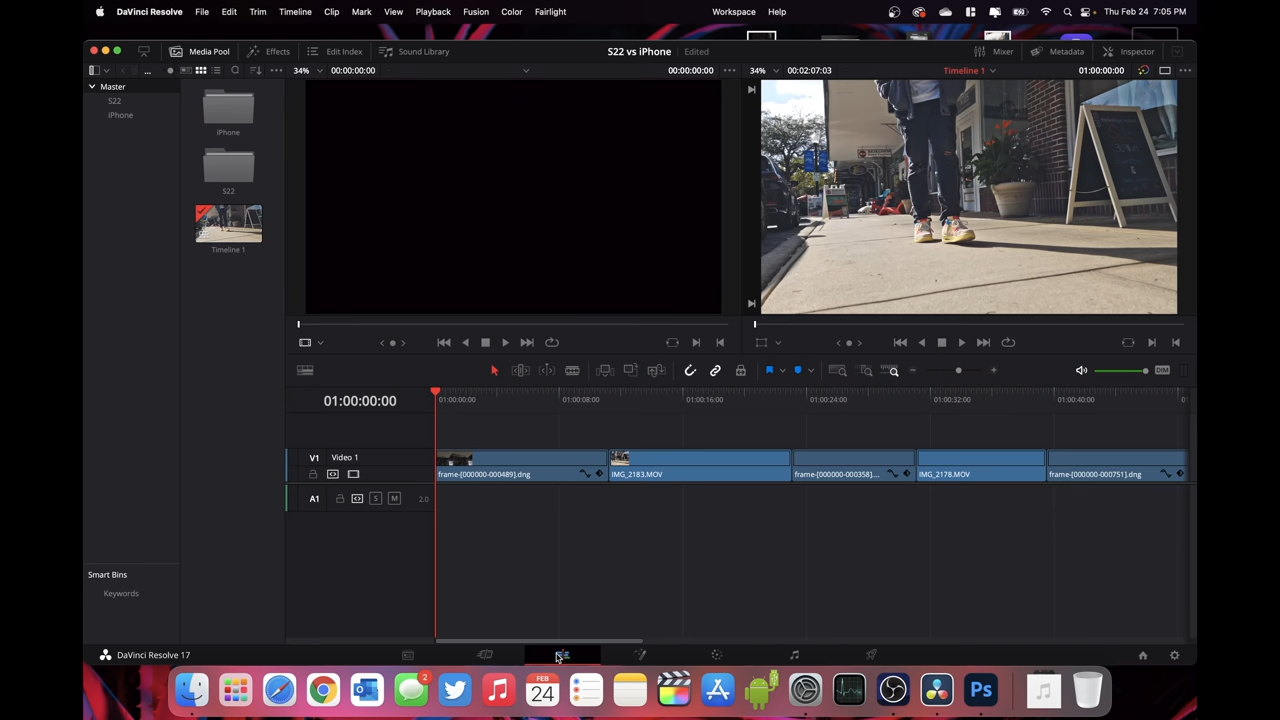 DaVinci Resolve File Edit Trim Timeline Clip Mark View Playback Fusion Color Fairlight Workspace Help Thu Feb 24 7:05 PM
Media Pool Effects Edit Index Sound Library S22 vs iPhone Edited Mixer Metadata Inspector
... 34% 00:00:00:00 00:00:00:00 34% 00:02:07:03 Timeline 1 01:00:00:00
Master
S22
iPhone
iPhone
S22
Timeline 1
01:00:00:00 01:00:00:00 01:00:08:00 01:00:16:00 01:00:24:00 01:00:32:00 01:00:40:00
DIM
V1 Video 1
frame-[000000-000489].dng IMG_2183.MOV frame-[000000-000358].... IMG_2178.MOV frame-[000000-000751].dng
A1 S M 2.0
Smart Bins
Keywords
DaVinci Resolve 17
2
FEB
24
Ps